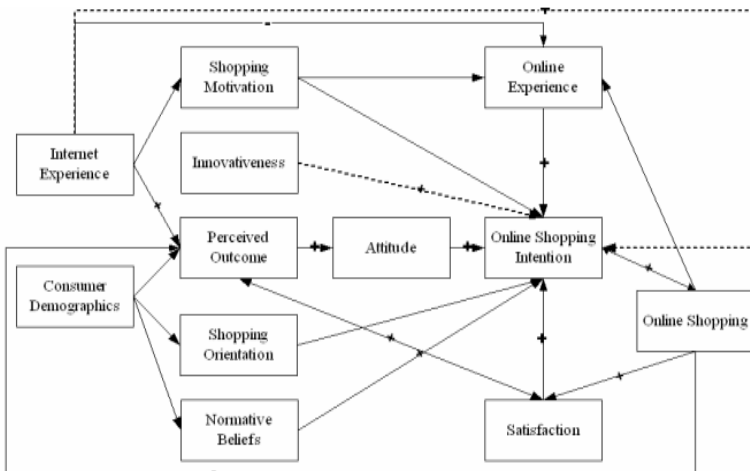 Shopping
Motivation
Online
Experience
Internet
Experience
Innovativeness
Perceived
Outcome
Attitude
Online Shopping
Intention
Consumer
Demographics
Shopping
Orientation
Online Shopping
Normative
Beliefs
Satisfaction